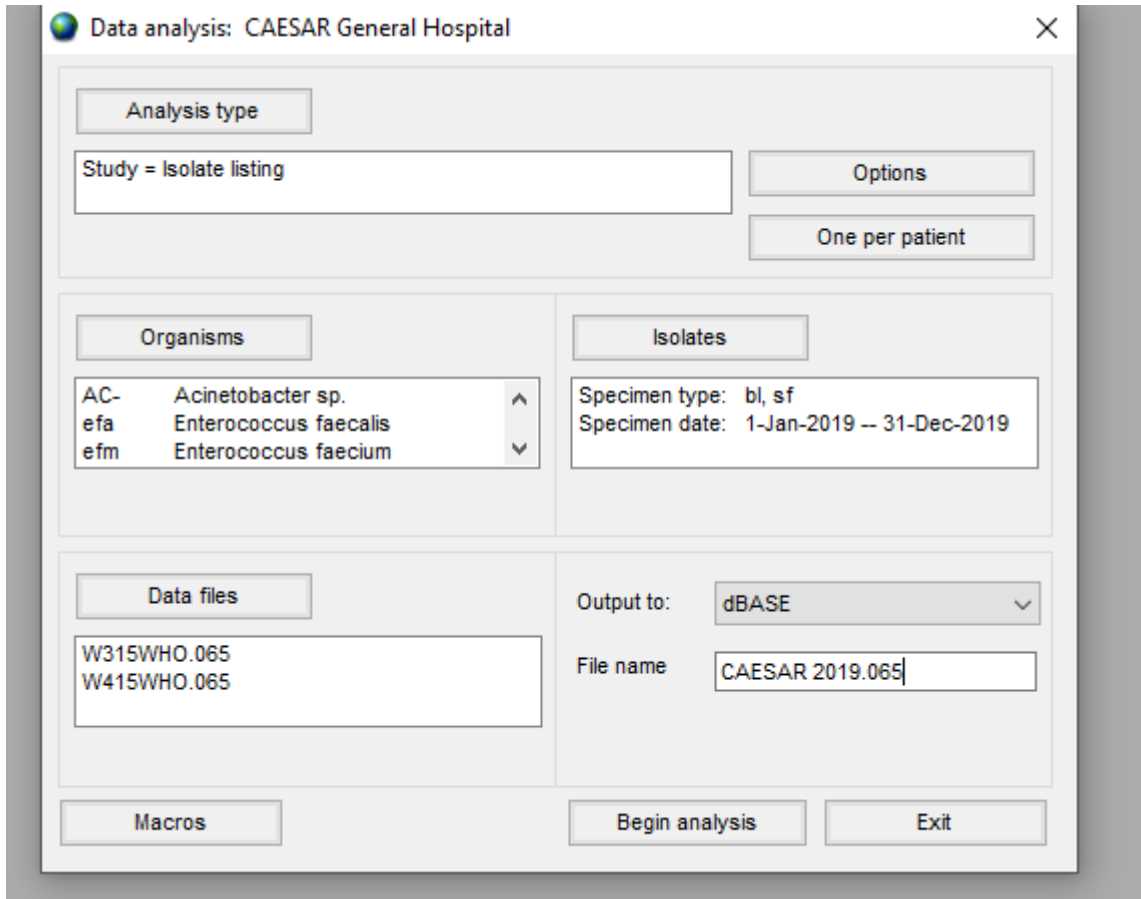 Data analysis: CAESAR General Hospital
Analysis type
Study = Isolate listing
Options
One per patient
Organisms
AC- Acinetobacter sp.
efa Enterococcus faecalis
efm Enterococcus faecium
Isolates
Specimen type: bl, sf
Specimen date: 1-Jan-2019 -- 31-Dec-2019
Data files
W315WHO.065
W415WHO.065
Output to: dBASE
File name CAESAR 2019.065
Macros
Begin analysis
Exit